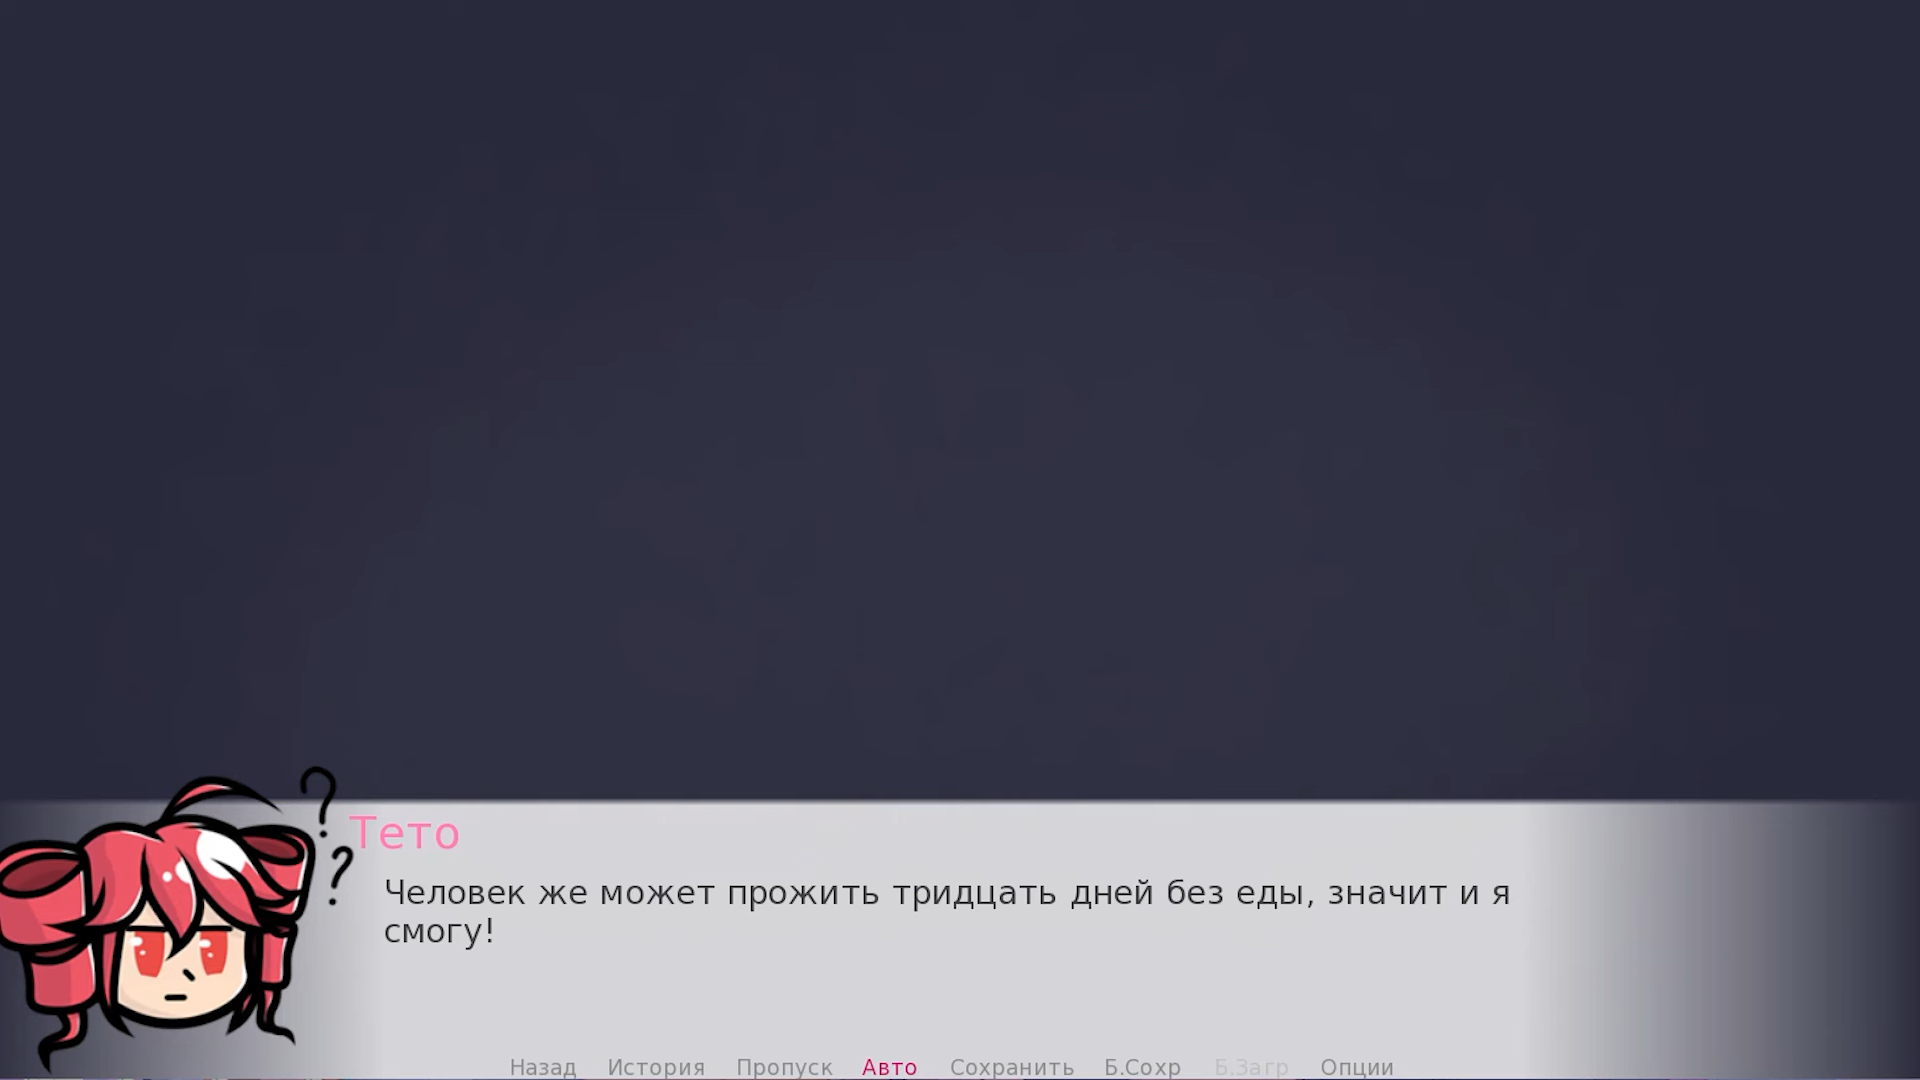 Тето
Человек же может прожить тридцать дней без еды, значит и я
смогу!
Назад История Пропуск Авто Сохранить Б.Сохр Б.Загр Опции